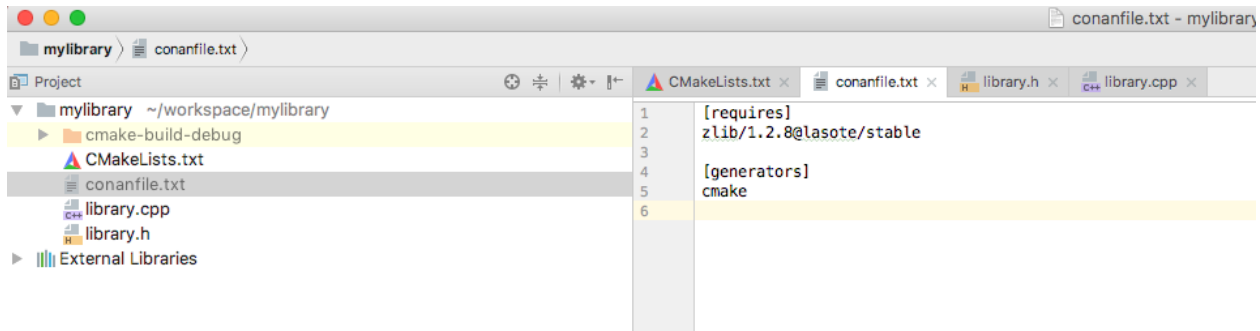 conanfile.txt - mylibrary
mylibrary conanfile.txt
Project
CMakeLists.txt conanfile.txt library.h library.cpp
mylibrary ~/workspace/mylibrary
cmake-build-debug
CMakeLists.txt
conanfile.txt
library.cpp
library.h
External Libraries
1 [requires]
2 zlib/1.2.8@lasote/stable
3
4 [generators]
5 cmake
6